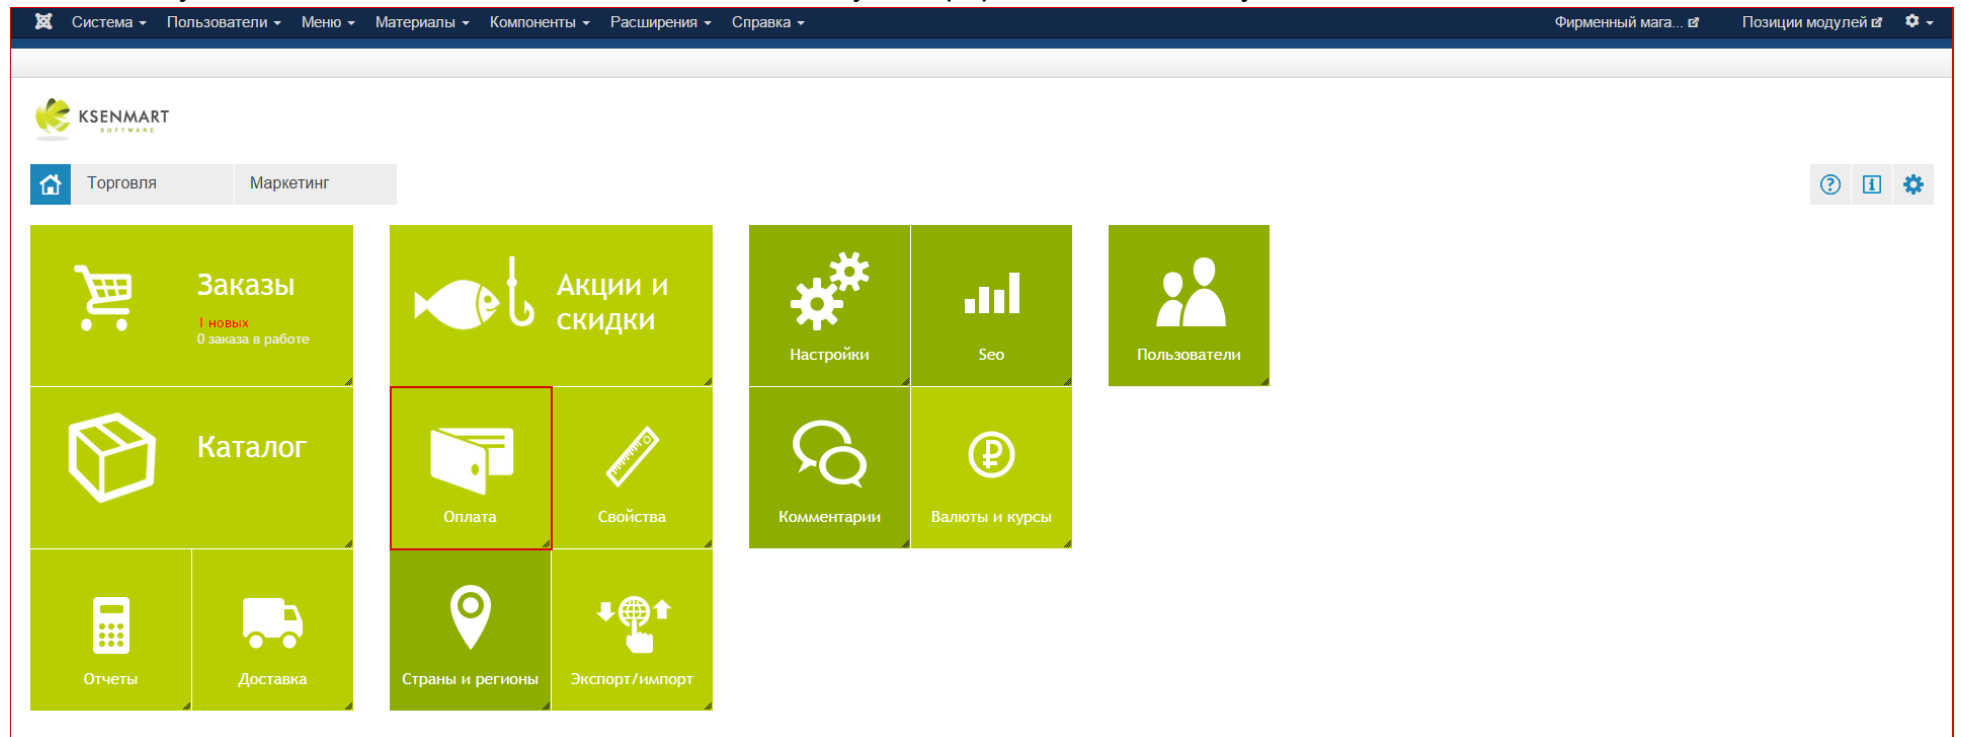 Система Пользователи Меню Материалы Компоненты Расширения Справка Фирменный мага... Позиции модулей
KSENMART
SOFTWARE
Торговля Маркетинг
Заказы
1 новых
0 заказа в работе
Акции и
скидки
Настройки
Seo
Пользователи
Каталог
Оплата
Свойства
Комментарии
Валюты и курсы
Отчеты
Доставка
Страны и регионы
Экспорт/импорт